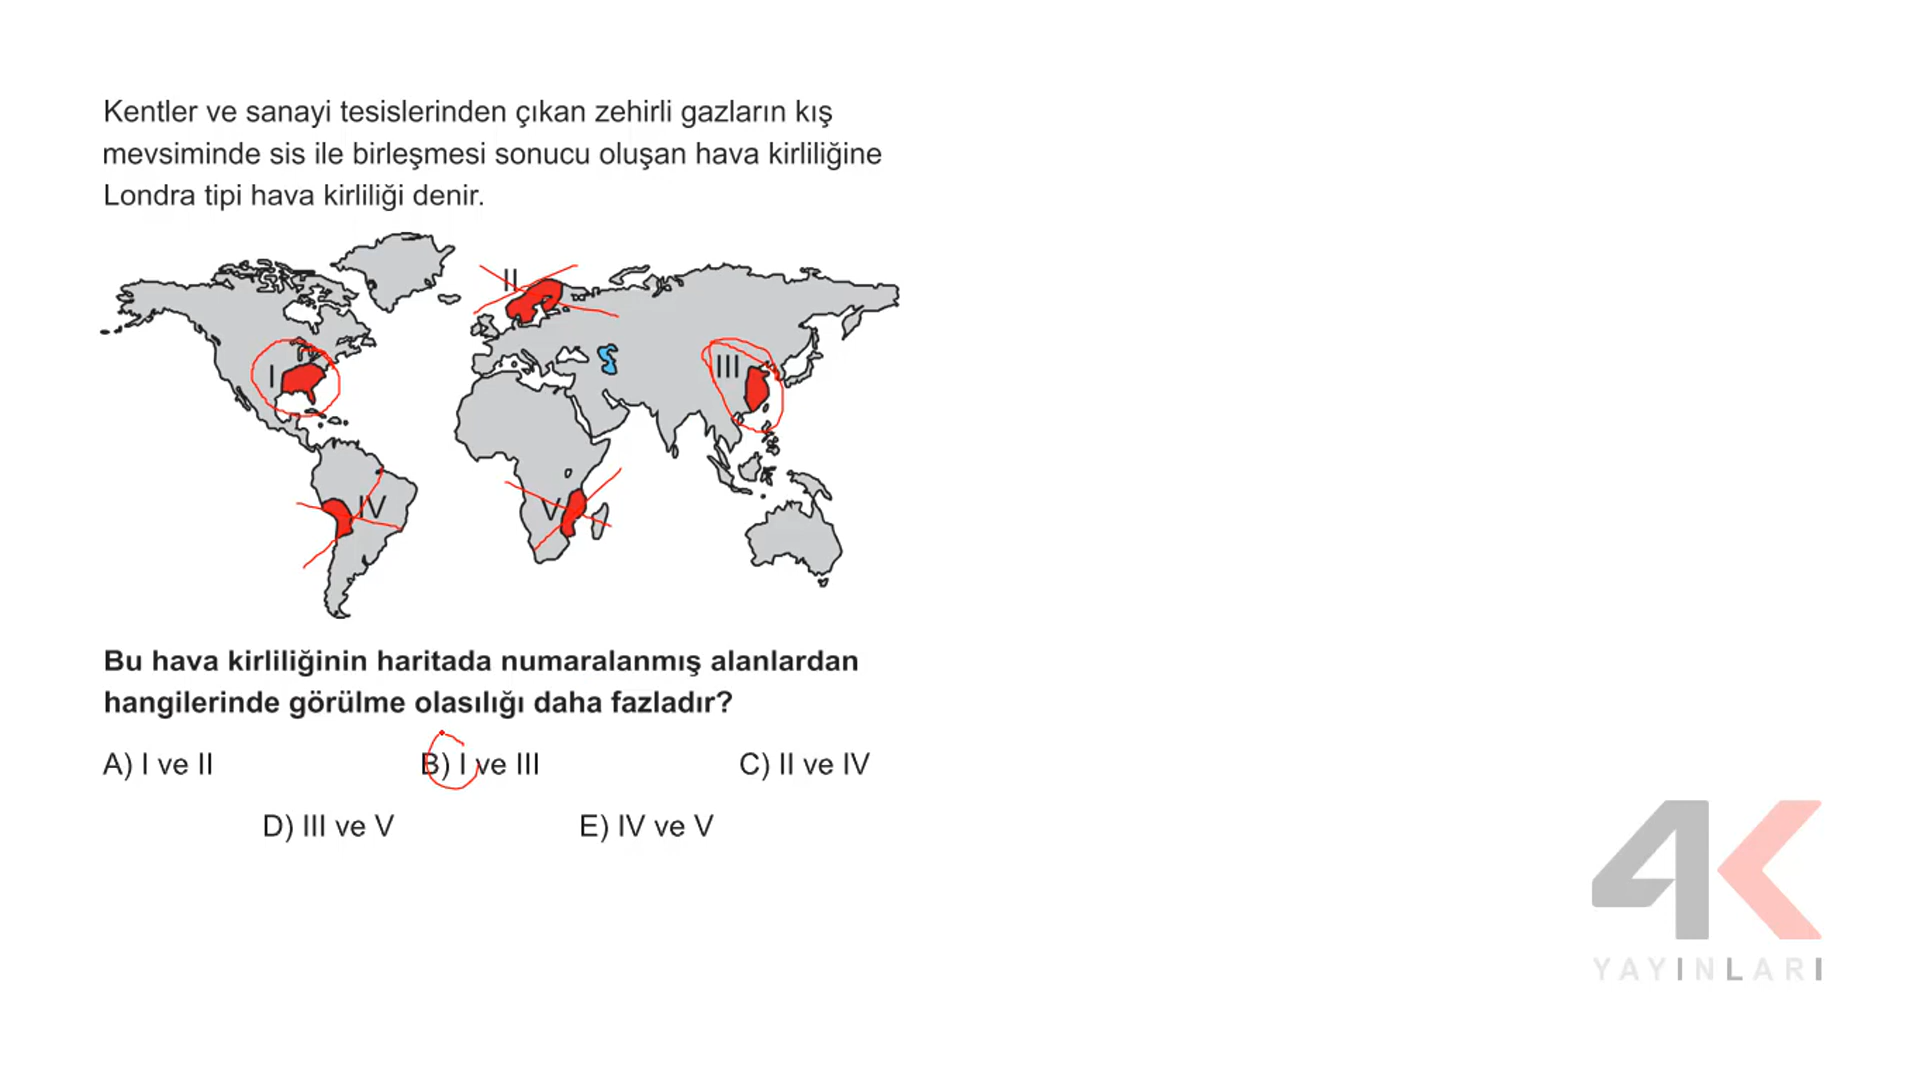 Kentler ve sanayi tesislerinden çıkan zehirli gazların kış
mevsiminde sis ile birleşmesi sonucu oluşan hava kirliliğine
Londra tipi hava kirliliği denir.
II
I
III
IV
V
Bu hava kirliliğinin haritada numaralanmış alanlardan
hangilerinde görülme olasılığı daha fazladır?
A) I ve II
B) I ve III
C) II ve IV
D) III ve V
E) IV ve V
4K
YAYINLARI